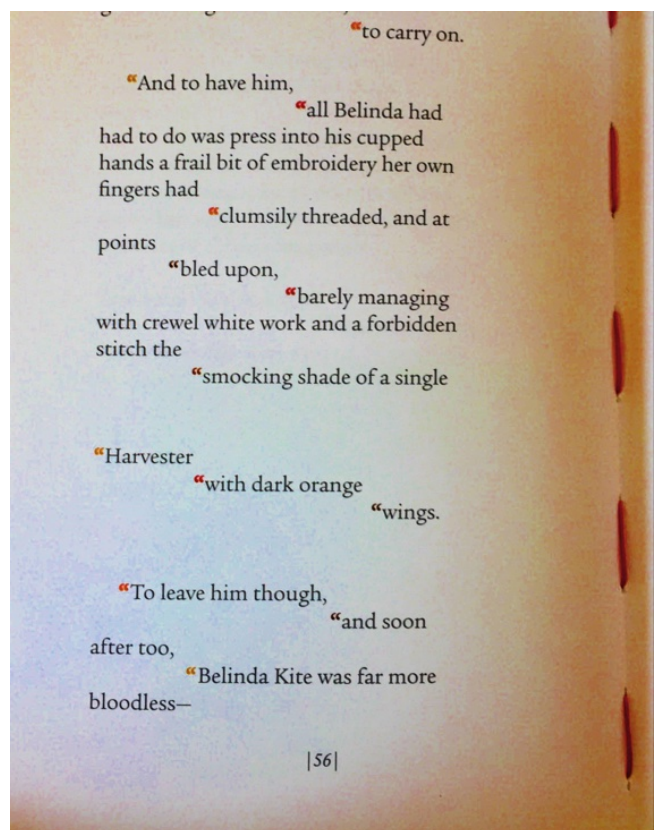 “to carry on.
“And to have him,
“all Belinda had
had to do was press into his cupped
hands a frail bit of embroidery her own
fingers had
“clumsily threaded, and at
points
“bled upon,
“barely managing
with crewel white work and a forbidden
stitch the
“smocking shade of a single
“Harvester
“with dark orange
“wings.
“To leave him though,
“and soon
after too,
“Belinda Kite was far more
bloodless—
|56|